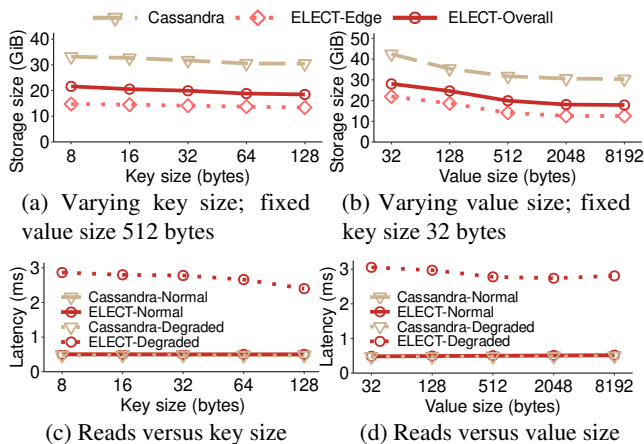 Cassandra ELECT-Edge ELECT-Overall
Storage size (GiB)
40
30
20
10
0
8 16 32 64 128
Key size (bytes)
(a) Varying key size; fixed
value size 512 bytes
Storage size (GiB)
50
40
30
20
10
0
32 128 512 2048 8192
Value size (bytes)
(b) Varying value size; fixed
key size 32 bytes
Latency (ms)
3
2
1
0
Cassandra-Normal
ELECT-Normal
Cassandra-Degraded
ELECT-Degraded
8 16 32 64 128
Key size (bytes)
(c) Reads versus key size
Latency (ms)
3
2
1
0
Cassandra-Normal
ELECT-Normal
Cassandra-Degraded
ELECT-Degraded
32 128 512 2048 8192
Value size (bytes)
(d) Reads versus value size